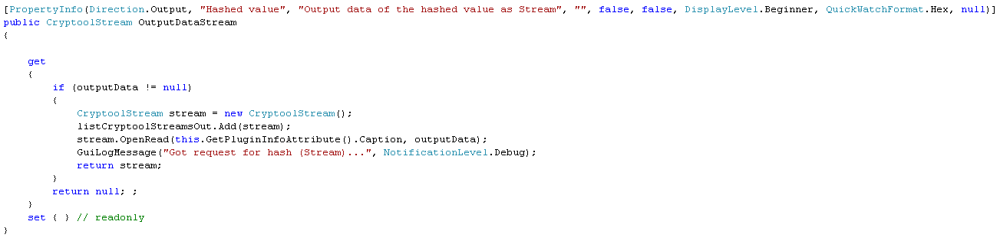 [PropertyInfo(Direction.Output, "Hashed value", "Output data of the hashed value as Stream", "", false, false, DisplayLevel.Beginner, QuickWatchFormat.Hex, null)]
public CryptoolStream OutputDataStream
{
get
{
if (outputData != null)
{
CryptoolStream stream = new CryptoolStream();
listCryptoolStreamsOut.Add(stream);
stream.OpenRead(this.GetPluginInfoAttribute().Caption, outputData);
GuiLogMessage("Got request for hash (Stream)...", NotificationLevel.Debug);
return stream;
}
return null; ;
}
set { } // readonly
}